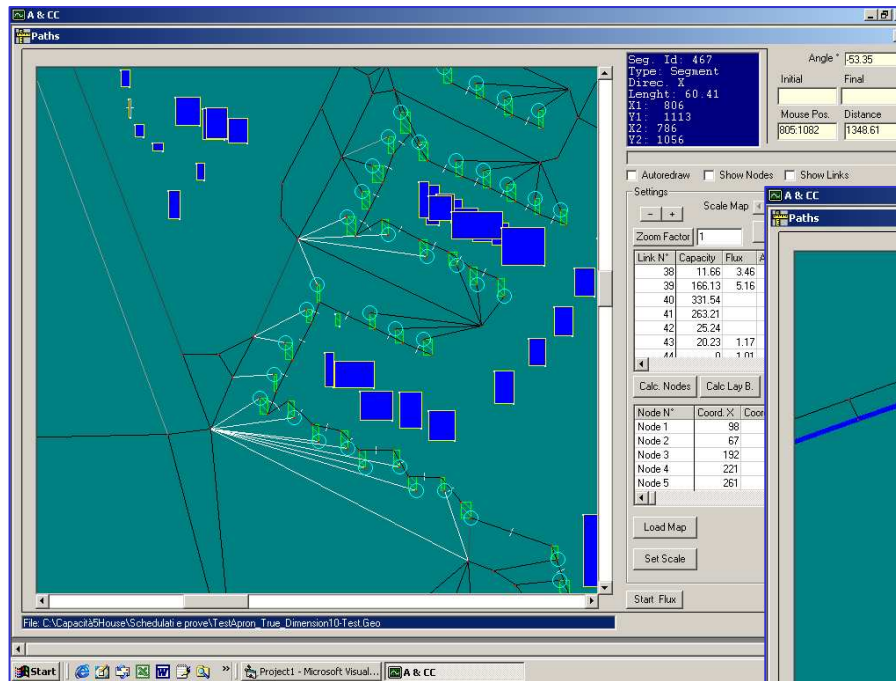 A & CC
Paths
Seg. Id: 467
Type: Segment
Direc. X
Lenght: 60.41
X1: 806
Y1: 1113
X2: 786
Y2: 1056
Angle ° -53.35
Initial Final
Mouse Pos. Distance
805:1082 1348.61
Autoredraw Show Nodes Show Links
Settings
- + Scale Map
Zoom Factor 1
Link N° Capacity Flux A
38 11.66 3.46
39 166.13 5.16
40 331.54
41 263.21
42 25.24
43 20.23 1.17
44 0 1.01
Calc. Nodes Calc Lay B.
Node N° Coord. X Coor
Node 1 98
Node 2 67
Node 3 192
Node 4 221
Node 5 261
Load Map
Set Scale
Start Flux
File: C:\Capacità5House\Schedulati e prove\TestApron_True_Dimension10-Test.Geo
A & CC
Paths
Start » Project1 - Microsoft Visual... A & CC